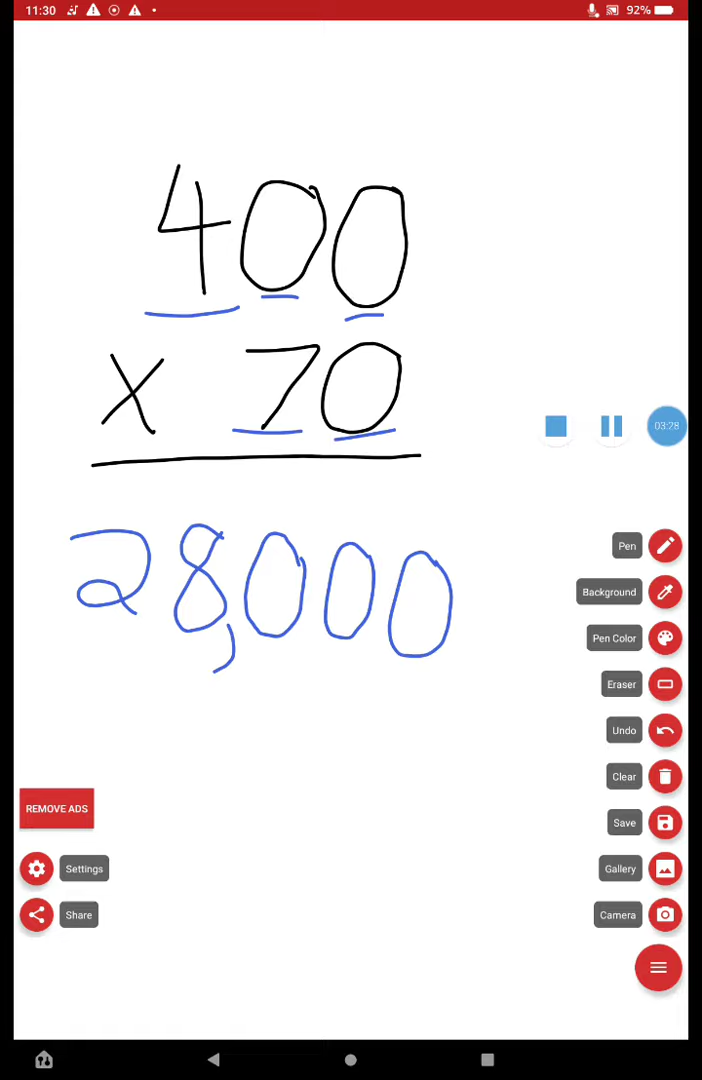 11:30 92%
400
x 70
28,000
03:28
Pen
Background
Pen Color
Eraser
Undo
Clear
REMOVE ADS
Save
Settings
Gallery
Share
Camera